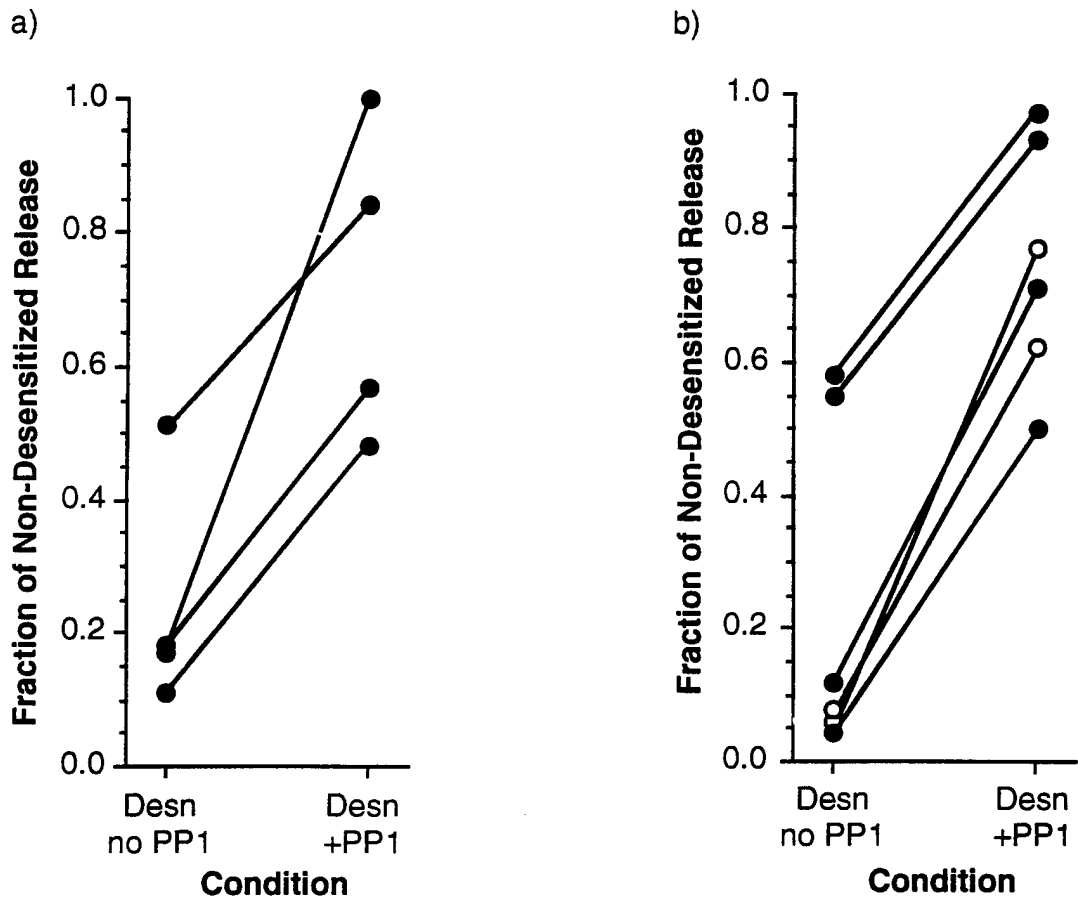 a)
Fraction of Non-Desensitized Release
1.0
0.8
0.6
0.4
0.2
0.0
Desn
no PP1
Desn
+PP1
Condition
b)
Fraction of Non-Desensitized Release
1.0
0.8
0.6
0.4
0.2
0.0
Desn
no PP1
Desn
+PP1
Condition